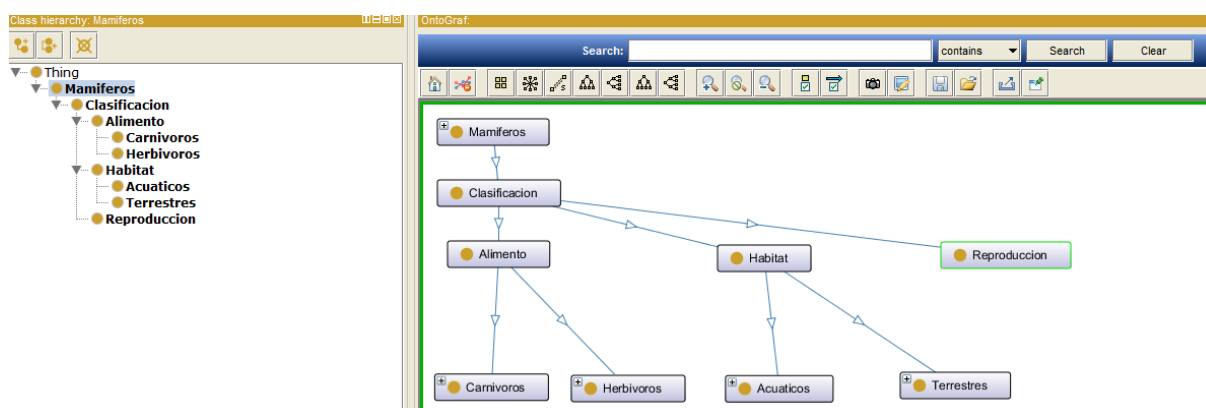 Class hierarchy: Mamiferos
Thing
Mamiferos
Clasificacion
Alimento
Carnivoros
Herbivoros
Habitat
Acuaticos
Terrestres
Reproduccion
OntoGraf:
Search: contains Search Clear
Mamiferos
Clasificacion
Alimento
Habitat
Reproduccion
Carnivoros
Herbivoros
Acuaticos
Terrestres